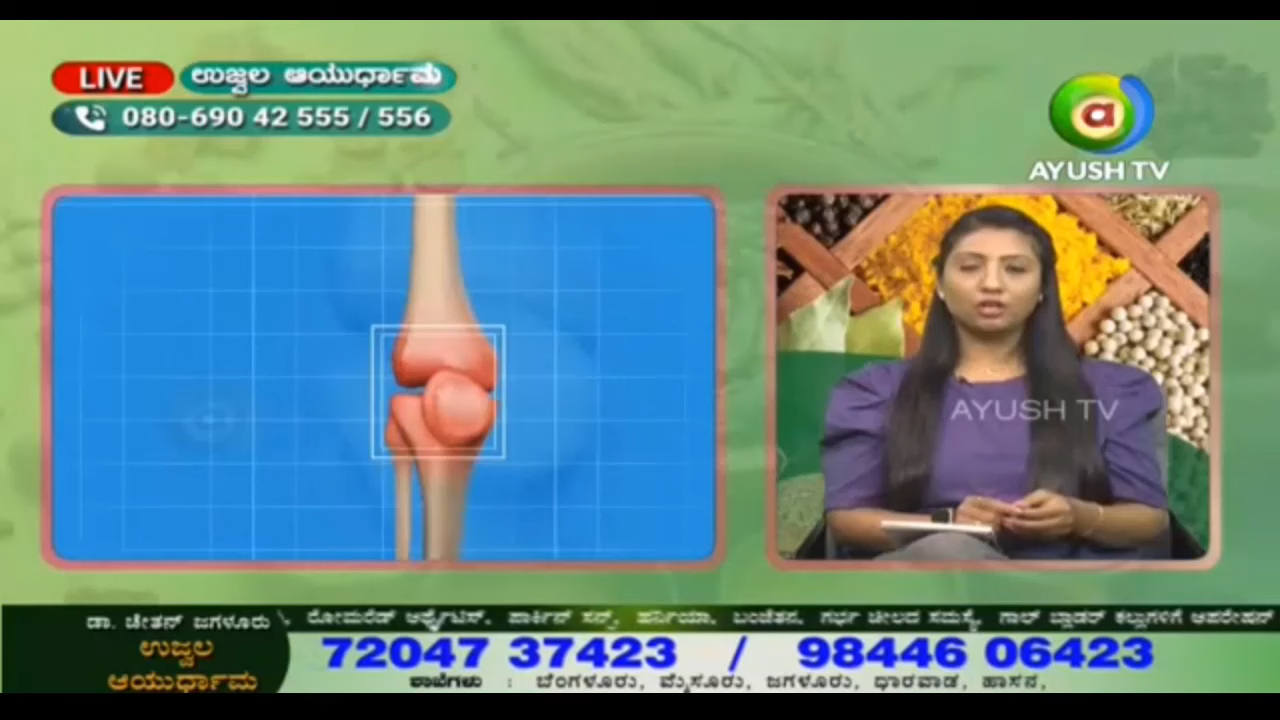 LIVE ಉಜ್ವಲ ಆಯುರ್ಧಾಮ
080-690 42 555 / 556
a
AYUSH TV
AYUSH TV
ಡಾ. ಚೇತನ್ ಜಗಳೂರು
ರೋಮರೆಡ್ ಆರ್ಥ್ರೈಟಿಸ್, ಪಾರ್ಕಿನ್ ಸನ್ಸ್, ಹರ್ನಿಯಾ, ಬಂಜೆತನ, ಗರ್ಭ ಚೀಲದ ಸಮಸ್ಯೆ, ಗಾಲ್ ಬ್ಲಾಡರ್ ಕಲ್ಲುಗಳಿಗೆ ಆಪರೇಷನ್
ಉಜ್ವಲ
ಆಯುರ್ಧಾಮ
72047 37423 / 98446 06423
ಶಾಖೆಗಳು : ಬೆಂಗಳೂರು, ಮೈಸೂರು, ಜಗಳೂರು, ಧಾರವಾಡ, ಹಾಸನ,